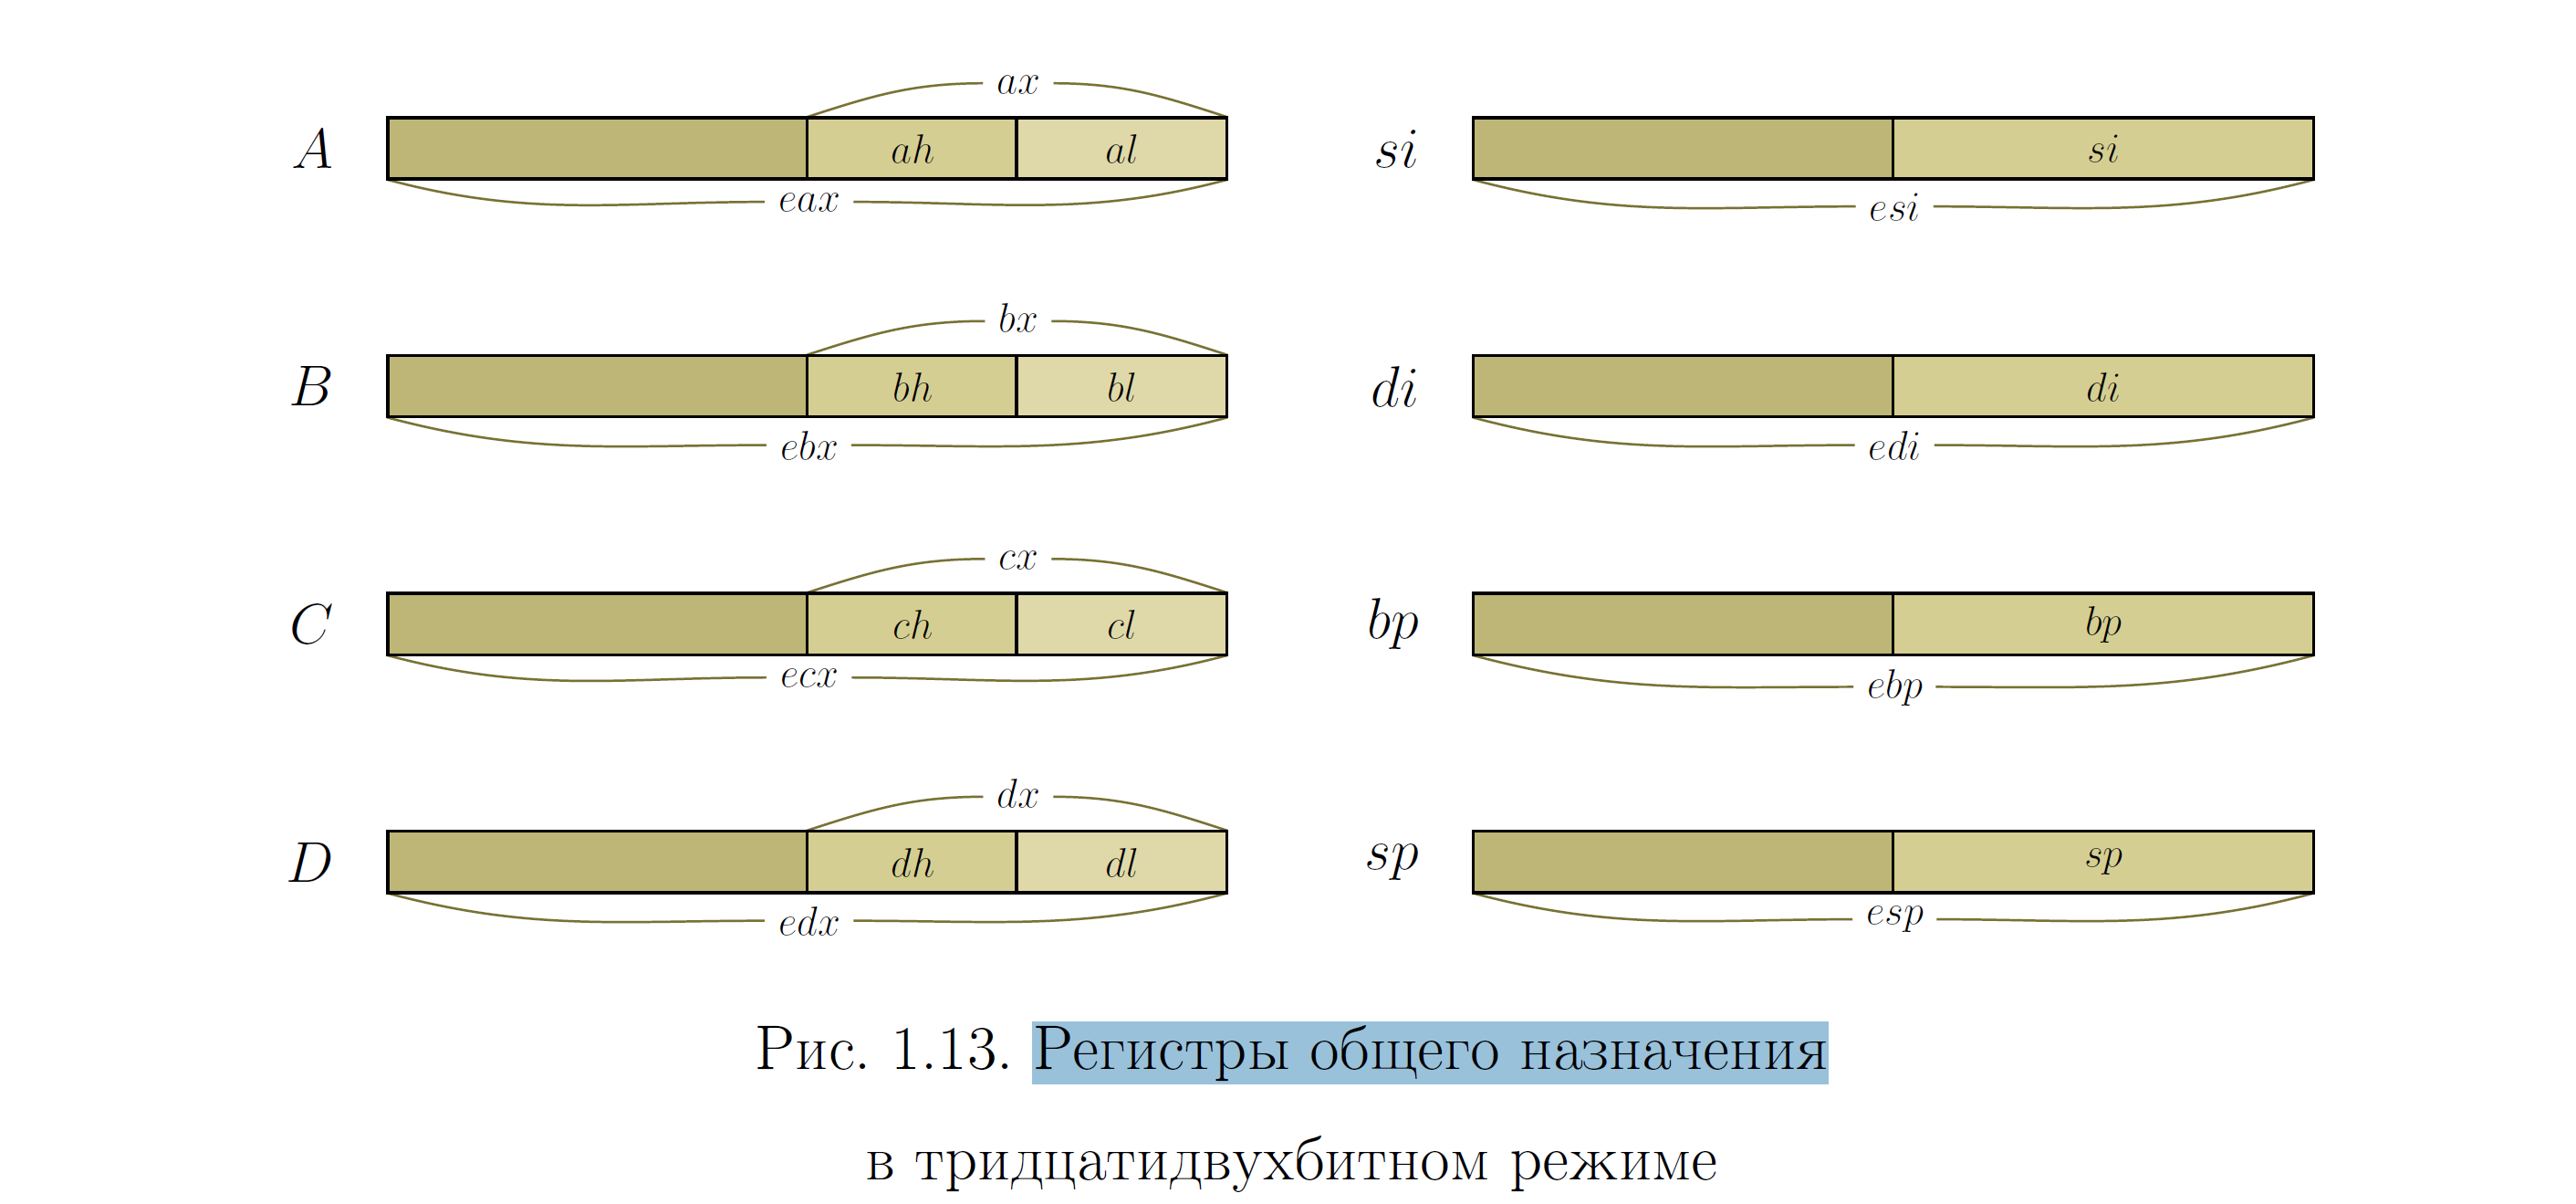 ax
A ah al
eax
si si
esi
bx
B bh bl
ebx
di di
edi
cx
C ch cl
ecx
bp bp
ebp
dx
D dh dl
edx
sp sp
esp
Рис. 1.13. Регистры общего назначения
в тридцатидвухбитном режиме